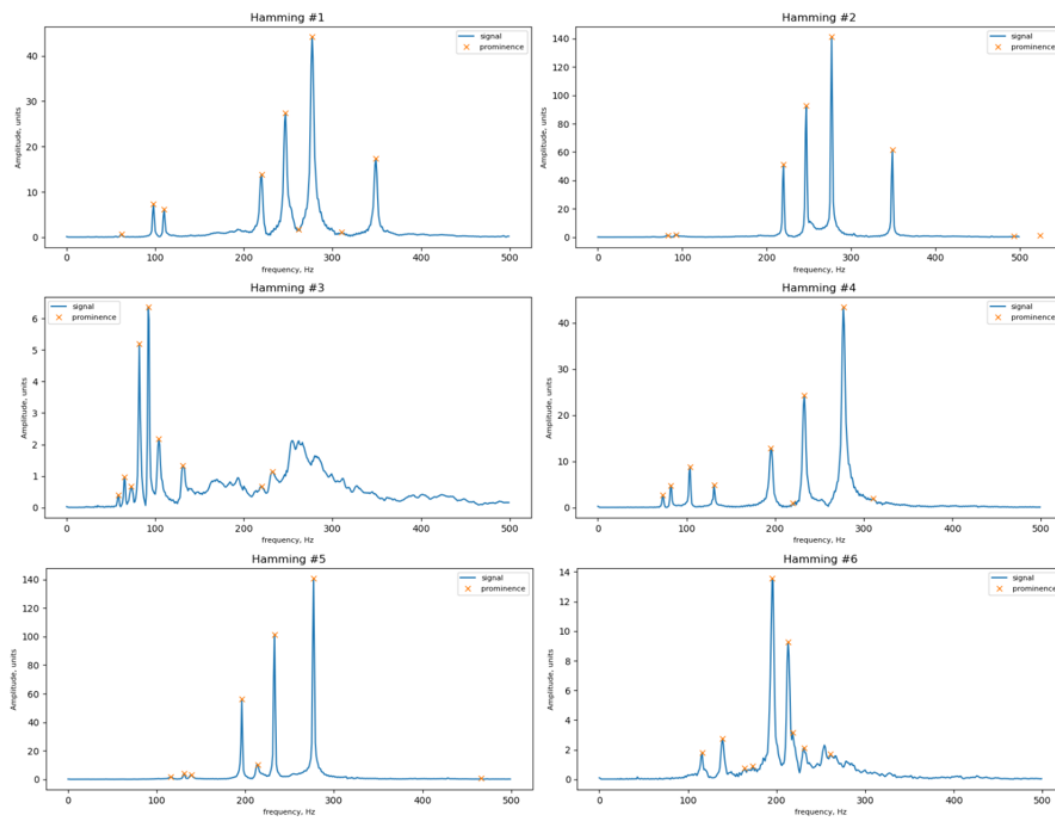 Hamming #1
signal
prominence
40
30
20
10
0
Amplitude, units
0 100 200 300 400 500
frequency, Hz
Hamming #2
signal
prominence
140
120
100
80
60
40
20
0
Amplitude, units
0 100 200 300 400 500
frequency, Hz
Hamming #3
signal
prominence
6
5
4
3
2
1
0
Amplitude, units
0 100 200 300 400 500
frequency, Hz
Hamming #4
signal
prominence
40
30
20
10
0
Amplitude, units
0 100 200 300 400 500
frequency, Hz
Hamming #5
signal
prominence
140
120
100
80
60
40
20
0
Amplitude, units
0 100 200 300 400 500
frequency, Hz
Hamming #6
signal
prominence
14
12
10
8
6
4
2
0
Amplitude, units
0 100 200 300 400 500
frequency, Hz